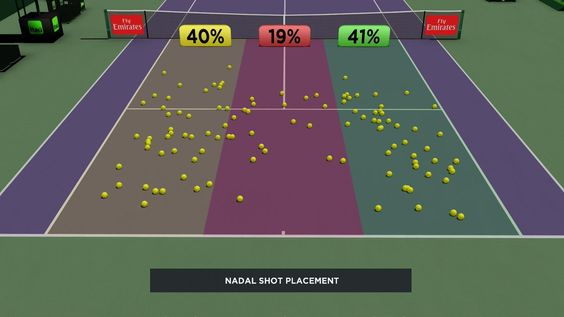 Fly
Emirates
Fly
Emirates
40%
19%
41%
NADAL SHOT PLACEMENT